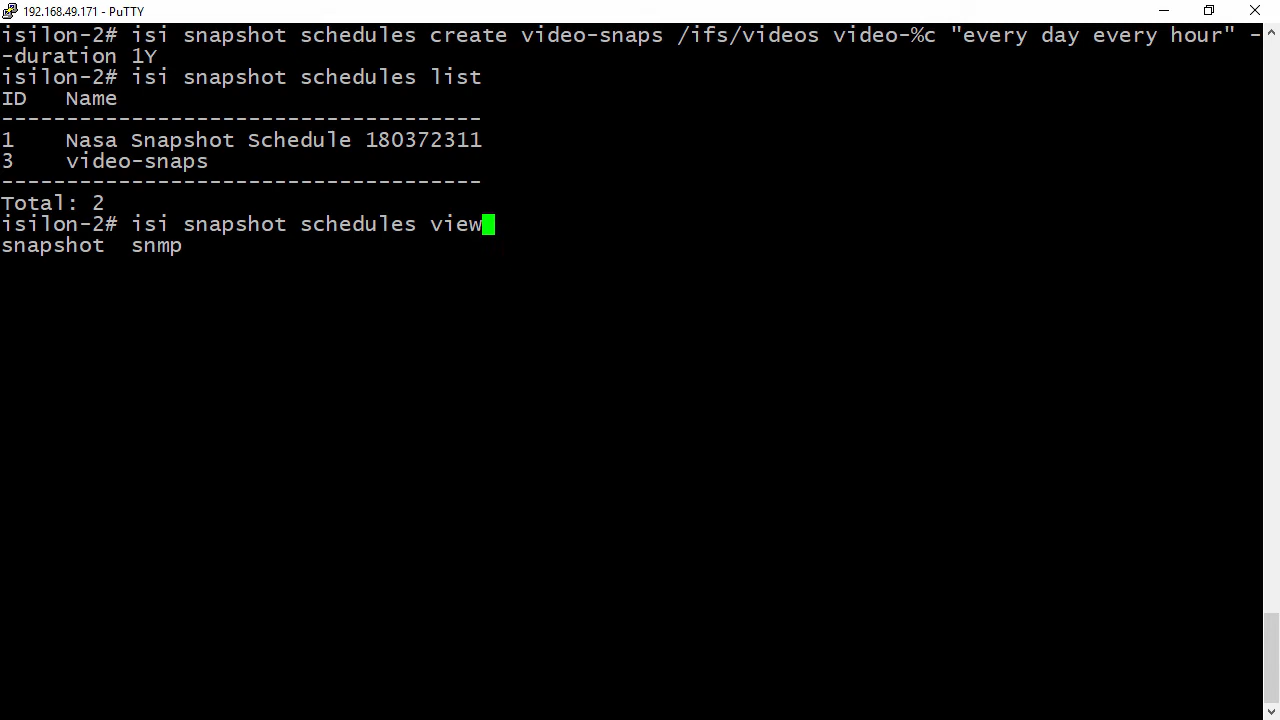 192.168.49.171 - PuTTY
isilon-2# isi snapshot schedules create video-snaps /ifs/videos video-%c "every day every hour" -
-duration 1Y
isilon-2# isi snapshot schedules list
ID   Name
-------------------------------------
1    Nasa Snapshot Schedule 180372311
3    video-snaps
-------------------------------------
Total: 2
isilon-2# isi snapshot schedules view
snapshot  snmp